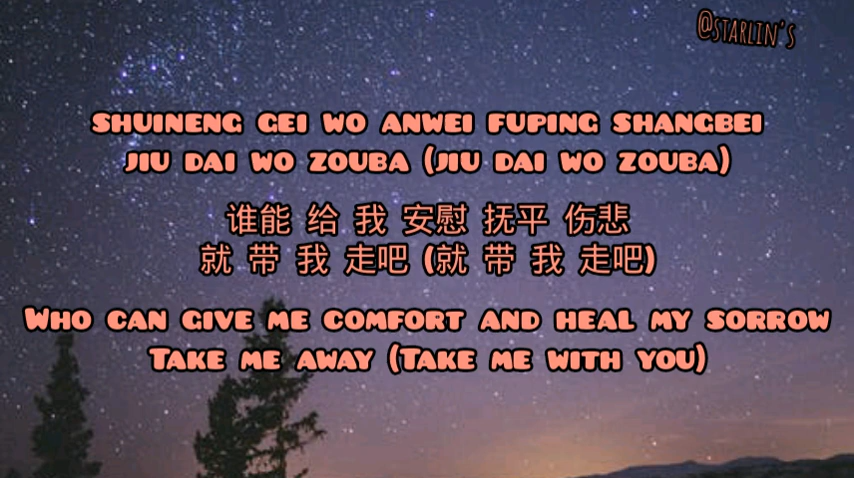 @STARLIN'S
SHUINENG GEI WO ANWEI FUPING SHANGBEI
JIU DAI WO ZOUBA (JIU DAI WO ZOUBA)
谁能 给 我 安慰 抚平 伤悲
就 带 我 走吧 (就 带 我 走吧)
WHO CAN GIVE ME COMFORT AND HEAL MY SORROW
TAKE ME AWAY (TAKE ME WITH YOU)